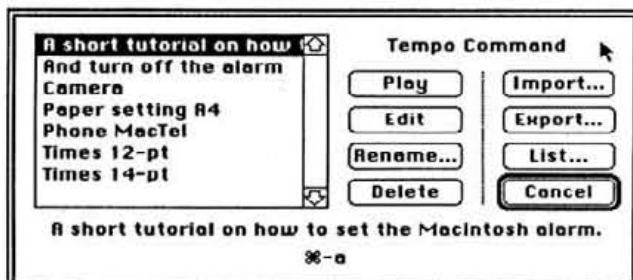 A short tutorial on how
And turn off the alarm
Camera
Paper setting A4
Phone MacTel
Times 12-pt
Times 14-pt
Tempo Command
Play
Import...
Edit
Export...
Rename...
List...
Delete
Cancel
A short tutorial on how to set the Macintosh alarm.
⌘-a